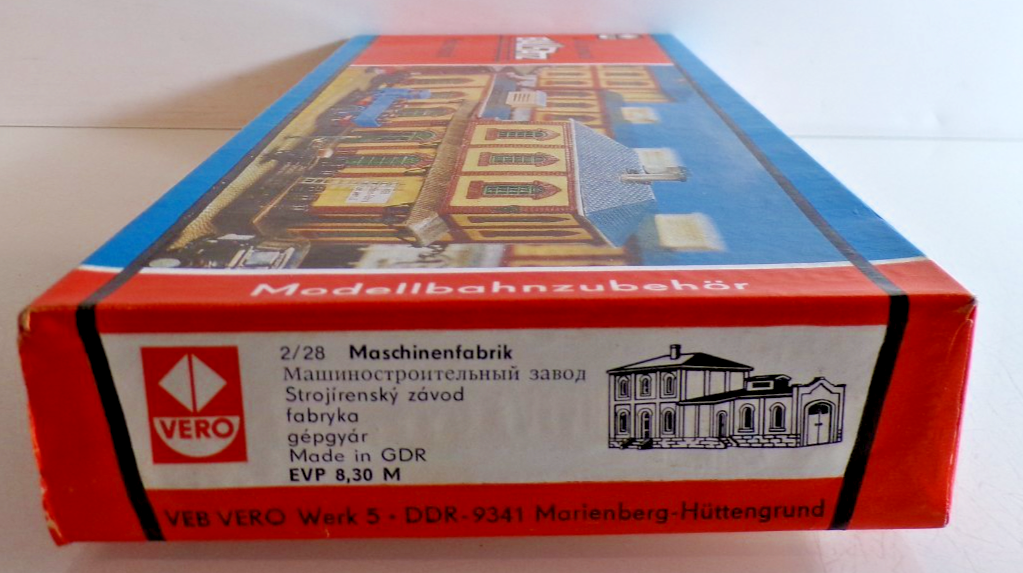 Modellbahnzubehör
VERO
2/28 Maschinenfabrik
Машиностроительный завод
Strojírenský závod
fabryka
gépgyár
Made in GDR
EVP 8,30 M
VEB VERO Werk 5 · DDR-9341 Marienberg-Hüttengrund